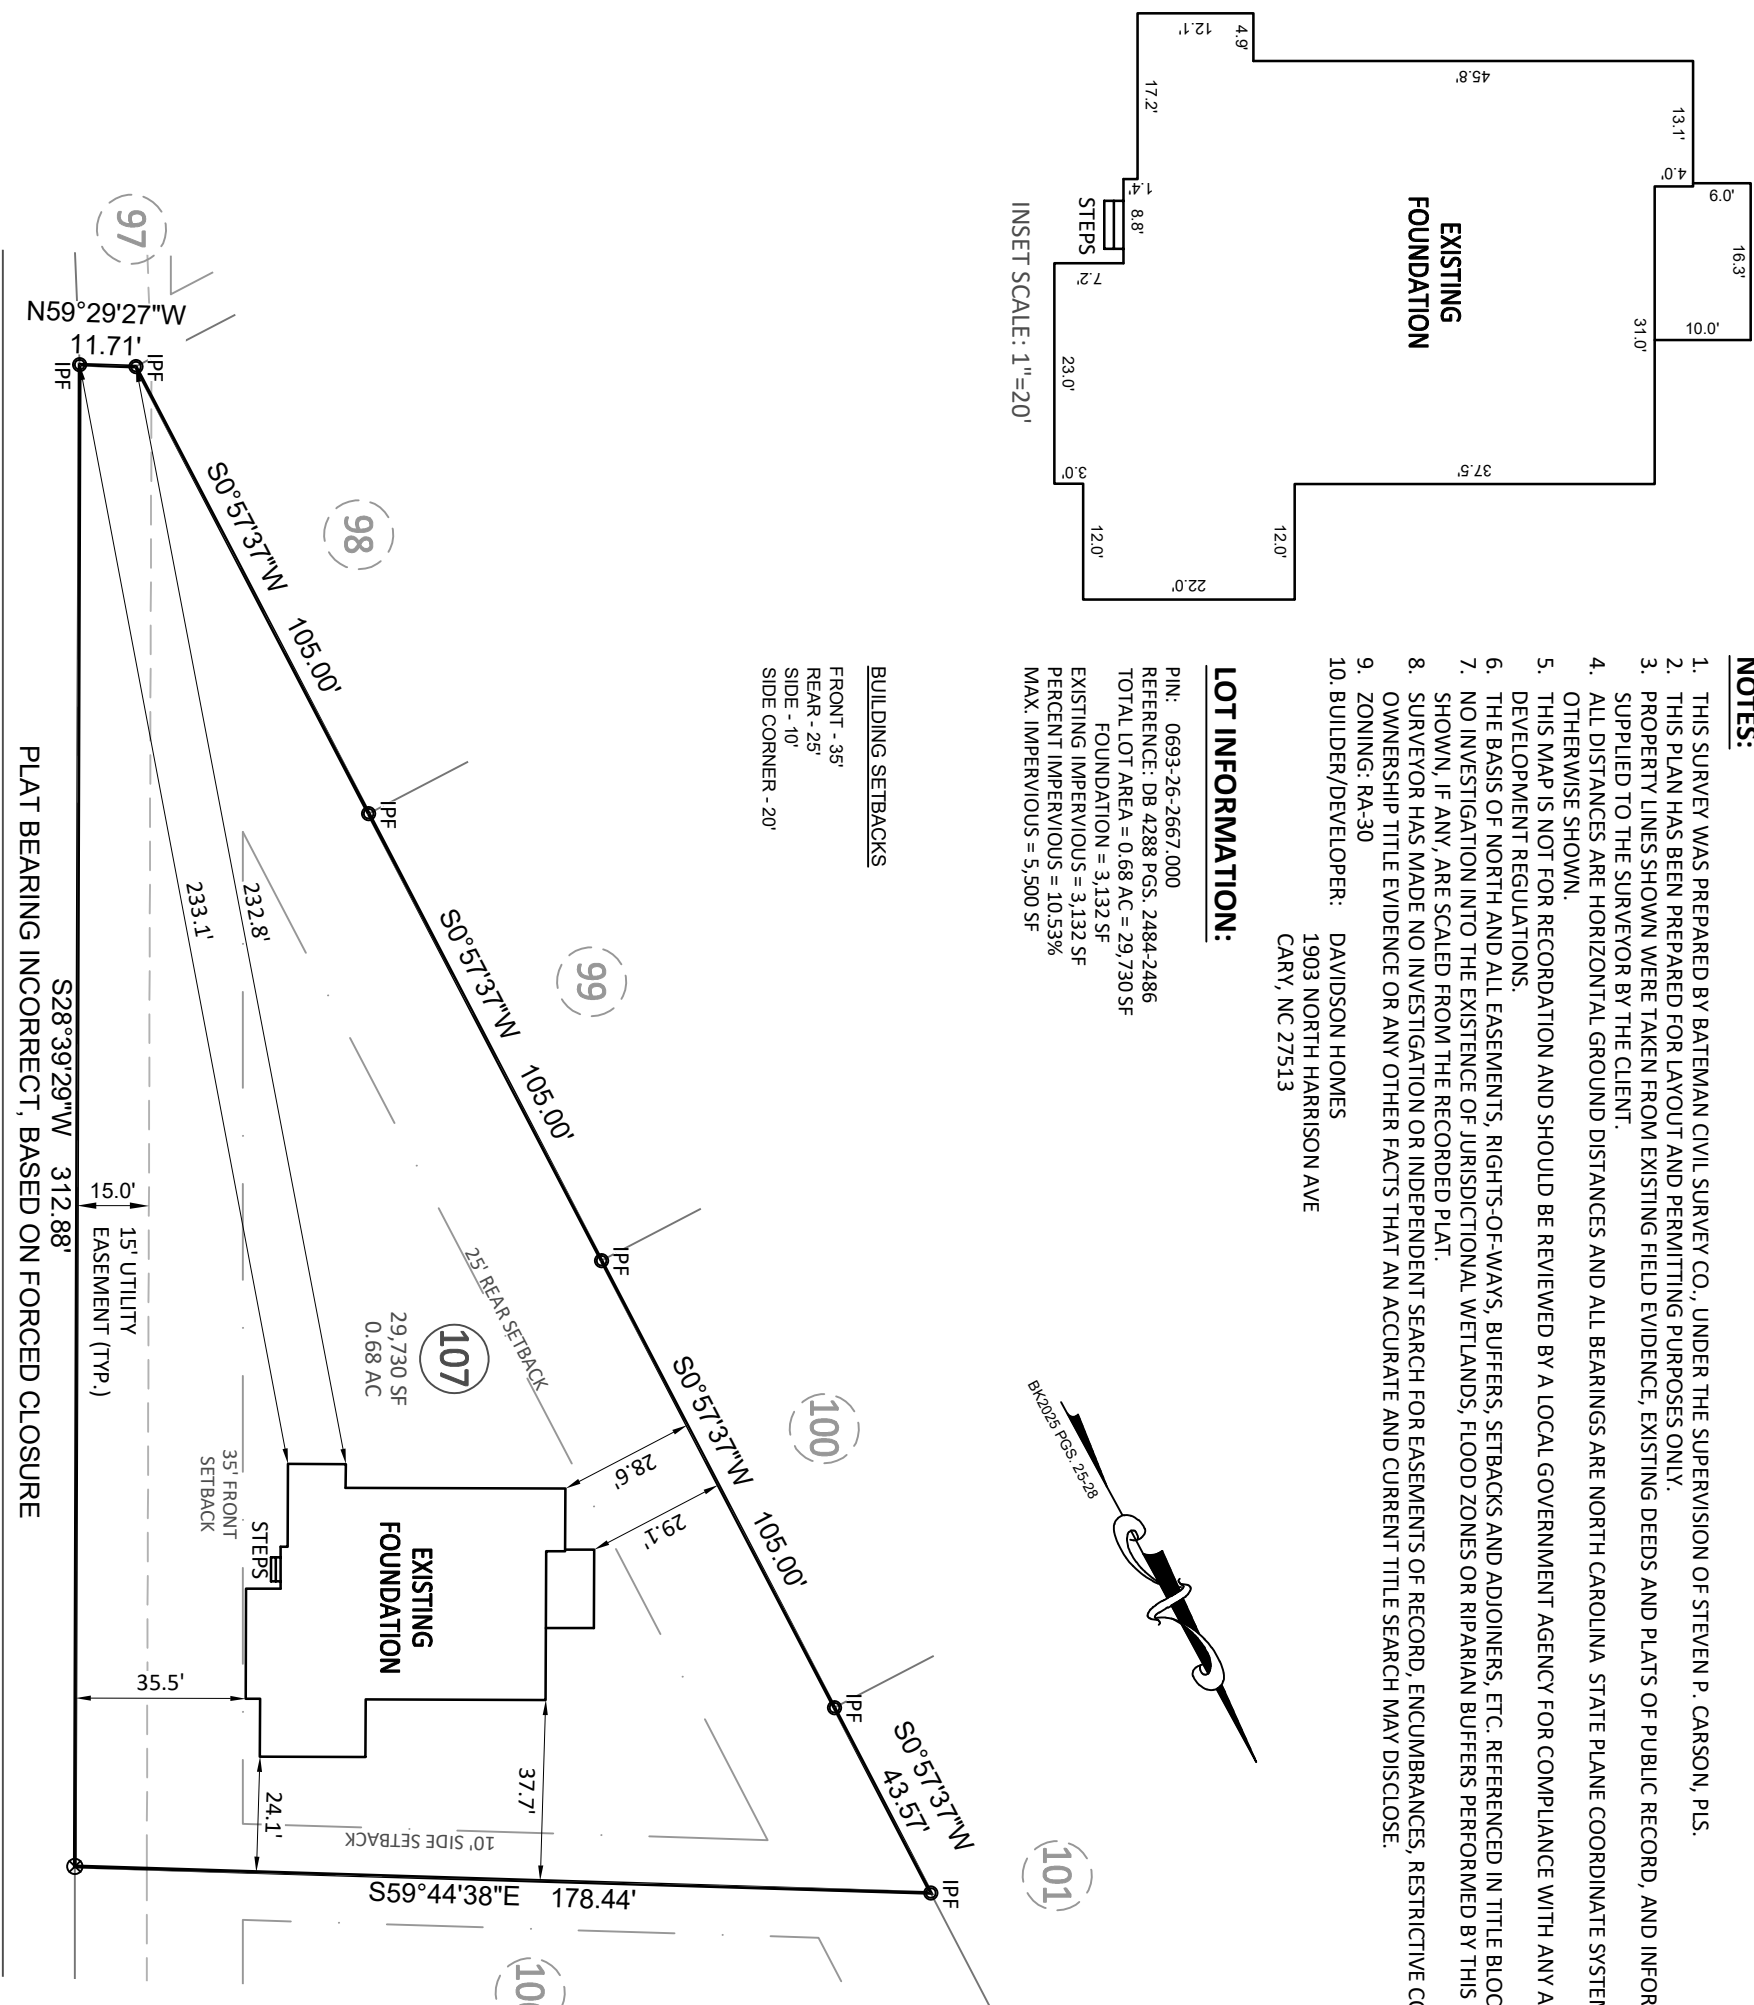 NOTES:
1. THIS SURVEY WAS PREPARED BY BATEMAN CIVIL SURVEY CO., UNDER THE SUPERVISION OF STEVEN P. CARSON, PLS.
2. THIS PLAN HAS BEEN PREPARED FOR LAYOUT AND PERMITTING PURPOSES ONLY.
3. PROPERTY LINES SHOWN WERE TAKEN FROM EXISTING FIELD EVIDENCE, EXISTING DEEDS AND PLATS OF PUBLIC RECORD, AND INFOR
SUPPLIED TO THE SURVEYOR BY THE CLIENT.
4. ALL DISTANCES ARE HORIZONTAL GROUND DISTANCES AND ALL BEARINGS ARE NORTH CAROLINA STATE PLANE COORDINATE SYSTEM
OTHERWISE SHOWN.
5. THIS MAP IS NOT FOR RECORDATION AND SHOULD BE REVIEWED BY A LOCAL GOVERNMENT AGENCY FOR COMPLIANCE WITH ANY A
DEVELOPMENT REGULATIONS.
6. THE BASIS OF NORTH AND ALL EASEMENTS, RIGHTS-OF-WAYS, BUFFERS, SETBACKS AND ADJOINERS, ETC. REFERENCED IN TITLE BLOC
7. NO INVESTIGATION INTO THE EXISTENCE OF JURISDICTIONAL WETLANDS, FLOOD ZONES OR RIPARIAN BUFFERS PERFORMED BY THIS
SHOWN, IF ANY, ARE SCALED FROM THE RECORDED PLAT.
8. SURVEYOR HAS MADE NO INVESTIGATION OR INDEPENDENT SEARCH FOR EASEMENTS OF RECORD, ENCUMBRANCES, RESTRICTIVE CO
OWNERSHIP TITLE EVIDENCE OR ANY OTHER FACTS THAT AN ACCURATE AND CURRENT TITLE SEARCH MAY DISCLOSE.
9. ZONING: RA-30
10. BUILDER/DEVELOPER: DAVIDSON HOMES
1903 NORTH HARRISON AVE
CARY, NC 27513
LOT INFORMATION:
PIN: 0693-26-2667.000
REFERENCE: DB 4288 PGS. 2484-2486
TOTAL LOT AREA = 0.68 AC = 29,730 SF
FOUNDATION = 3,132 SF
EXISTING IMPERVIOUS = 3,132 SF
PERCENT IMPERVIOUS = 10.53%
MAX. IMPERVIOUS = 5,500 SF
BUILDING SETBACKS
FRONT - 35'
REAR - 25'
SIDE - 10'
SIDE CORNER - 20'
16.3'
6.0'
10.0'
13.1'
4.0'
31.0'
45.8'
EXISTING
FOUNDATION
37.5'
4.9'
12.1'
17.2'
1.4'
8.8'
STEPS
7.2'
23.0'
3.0'
12.0'
12.0'
22.0'
INSET SCALE: 1"=20'
BK2025 PGS. 25-28
97
98
99
100
101
N59°29'27"W
11.71'
IPF
IPF
S0°57'37"W 105.00'
IPF
S0°57'37"W 105.00'
IPF
S0°57'37"W 105.00'
IPF
S0°57'37"W
43.57'
IPF
25' REAR SETBACK
28.6'
29.1'
107
29,730 SF
0.68 AC
232.8'
233.1'
EXISTING
FOUNDATION
STEPS
35' FRONT
SETBACK
37.7'
24.1'
35.5'
10' SIDE SETBACK
S59°44'38"E 178.44'
15.0'
15' UTILITY
EASEMENT (TYP.)
S28°39'29"W 312.88'
PLAT BEARING INCORRECT, BASED ON FORCED CLOSURE